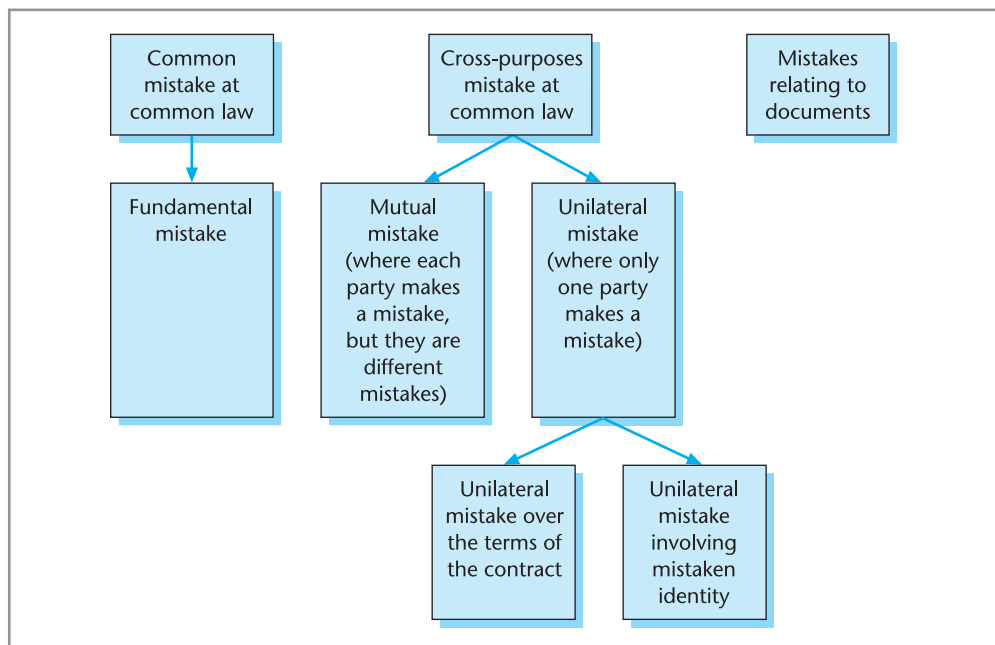 Common
mistake at
common law
Cross-purposes
mistake at
common law
Mistakes
relating to
documents
Fundamental
mistake
Mutual
mistake
(where each
party makes
a mistake,
but they are
different
mistakes)
Unilateral
mistake
(where only
one party
makes a
mistake)
Unilateral
mistake over
the terms of
the contract
Unilateral
mistake
involving
mistaken
identity